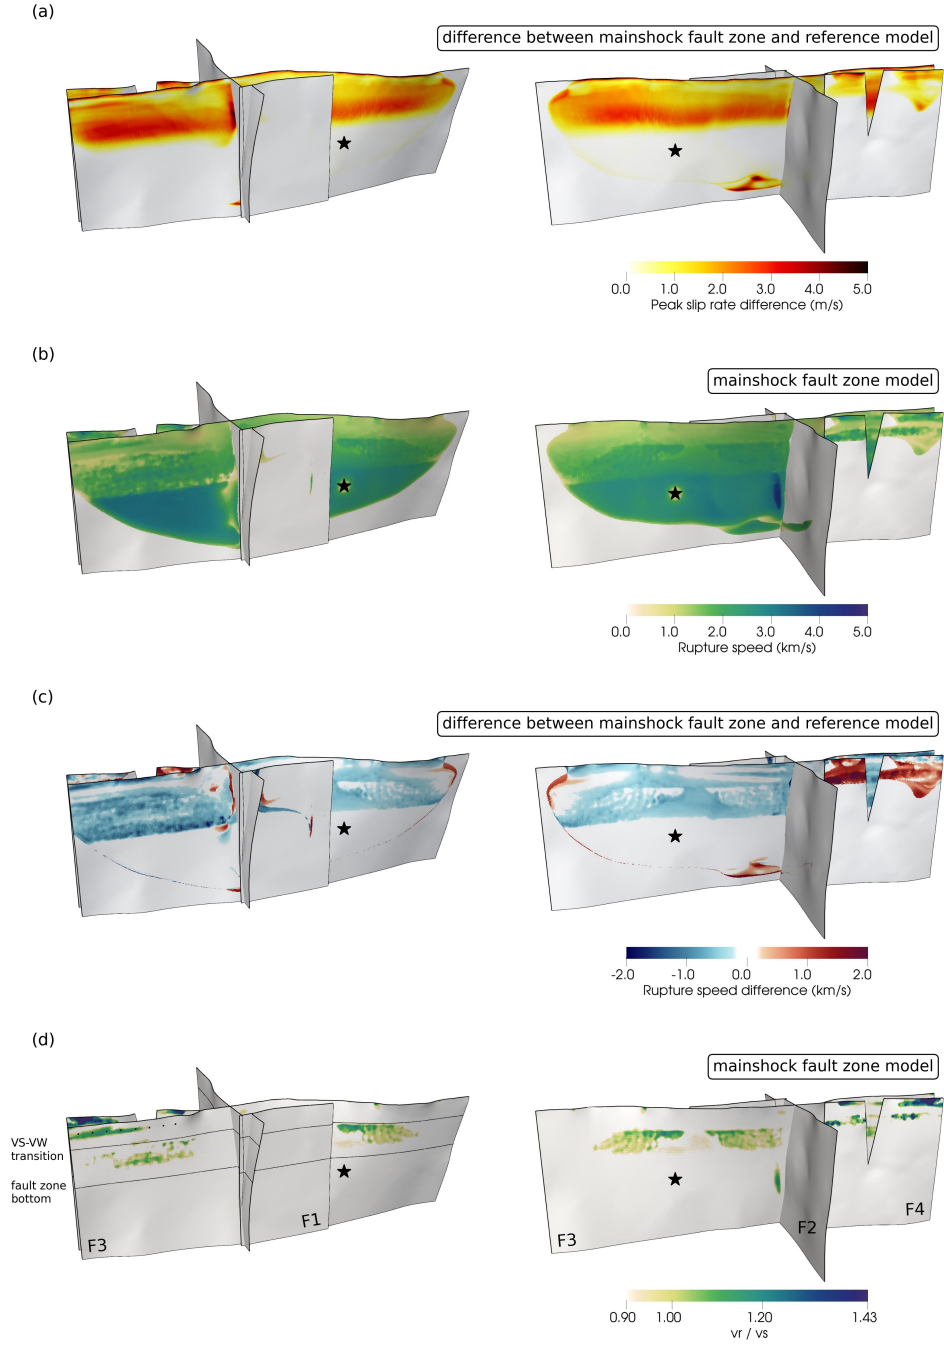 (a)
difference between mainshock fault zone and reference model
0.0 1.0 2.0 3.0 4.0 5.0
Peak slip rate difference (m/s)
(b)
mainshock fault zone model
0.0 1.0 2.0 3.0 4.0 5.0
Rupture speed (km/s)
(c)
difference between mainshock fault zone and reference model
-2.0 -1.0 0.0 1.0 2.0
Rupture speed difference (km/s)
(d)
mainshock fault zone model
VS-VW
transition
fault zone
bottom
F3 F1 F3 F2 F4
0.90 1.00 1.20 1.43
vr / vs